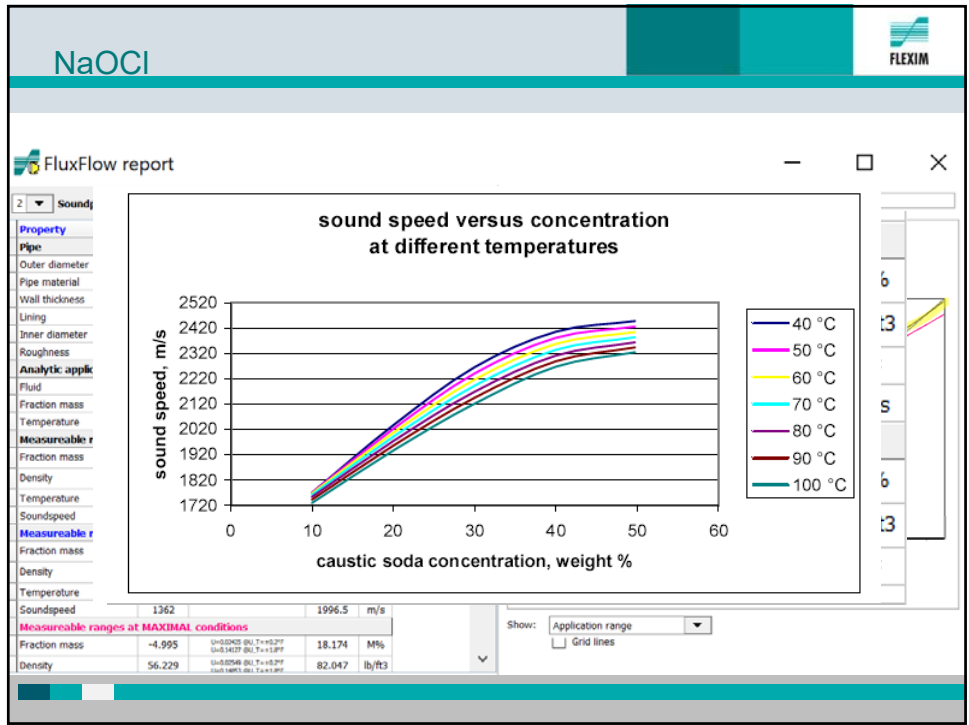 NaOCl
FLEXIM
FluxFlow report
2
Property
Pipe
Outer diameter
Pipe material
Wall thickness
Lining
Inner diameter
Roughness
Fluid
Fraction mass
Temperature
Fraction mass
Density
Temperature
Soundspeed
Fraction mass
Density
Temperature
sound speed versus concentration
at different temperatures
sound speed, m/s
2520
2420
2320
2220
2120
2020
1920
1820
1720
0 10 20 30 40 50 60
caustic soda concentration, weight %
40 °C
50 °C
60 °C
70 °C
80 °C
90 °C
100 °C
Soundspeed 1362 1996.5 m/s
Measureable ranges at MAXIMAL conditions
Fraction mass -4.995 18.174 M%
Density 56.229 82.047 lb/ft3
Show: Application range
Grid lines